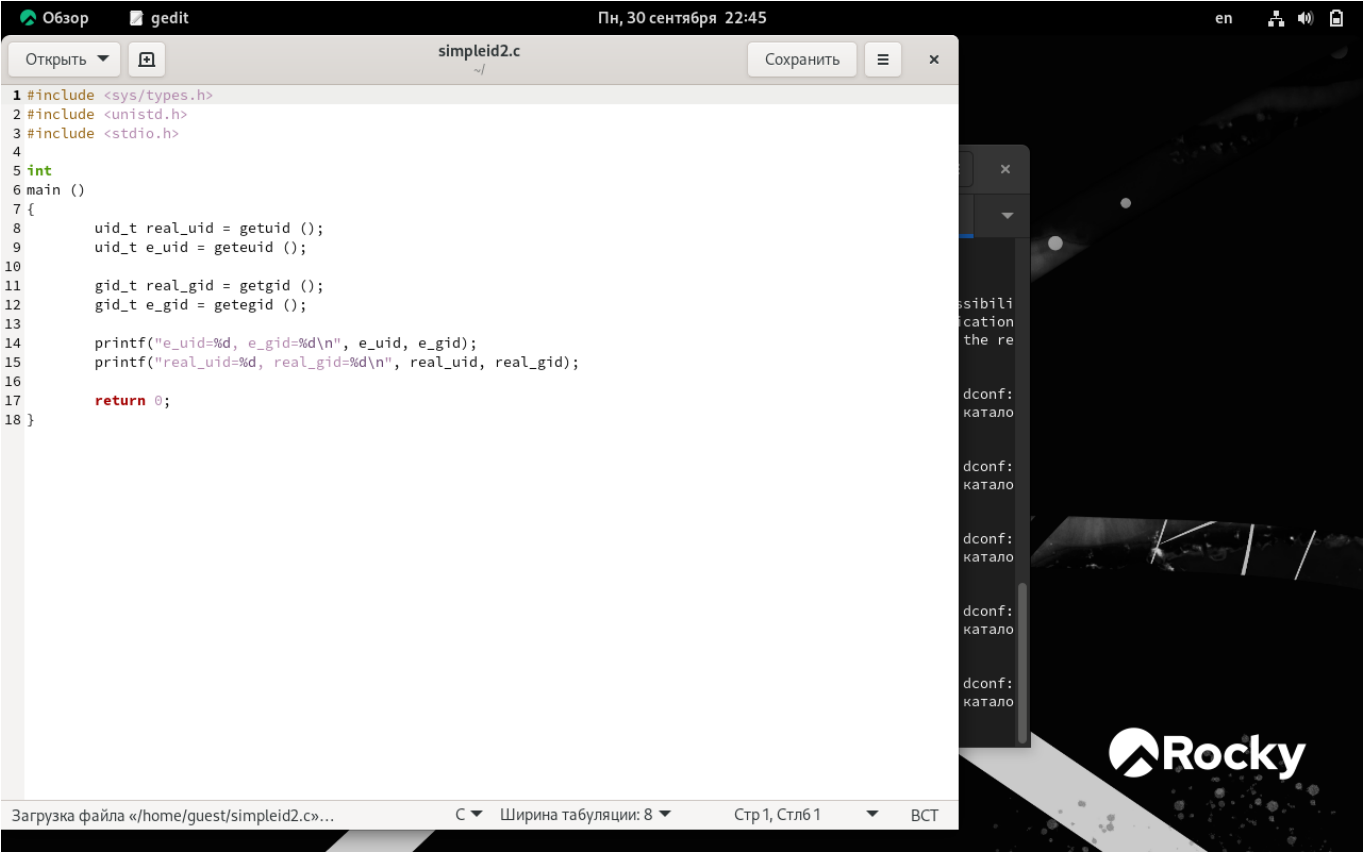 Обзор gedit Пн, 30 сентября 22:45 en
Открыть simpleid2.c Сохранить
~/
1 #include <sys/types.h>
2 #include <unistd.h>
3 #include <stdio.h>
4
5 int
6 main ()
7 {
8 uid_t real_uid = getuid ();
9 uid_t e_uid = geteuid ();
10
11 gid_t real_gid = getgid ();
12 gid_t e_gid = getegid ();
13
14 printf("e_uid=%d, e_gid=%d\n", e_uid, e_gid);
15 printf("real_uid=%d, real_gid=%d\n", real_uid, real_gid);
16
17 return 0;
18 }
Загрузка файла «/home/guest/simpleid2.c»… C Ширина табуляции: 8 Стр 1, Стлб 1 ВСТ
ssibili
ication
the re
dconf:
катало
dconf:
катало
dconf:
катало
dconf:
катало
dconf:
катало
Rocky